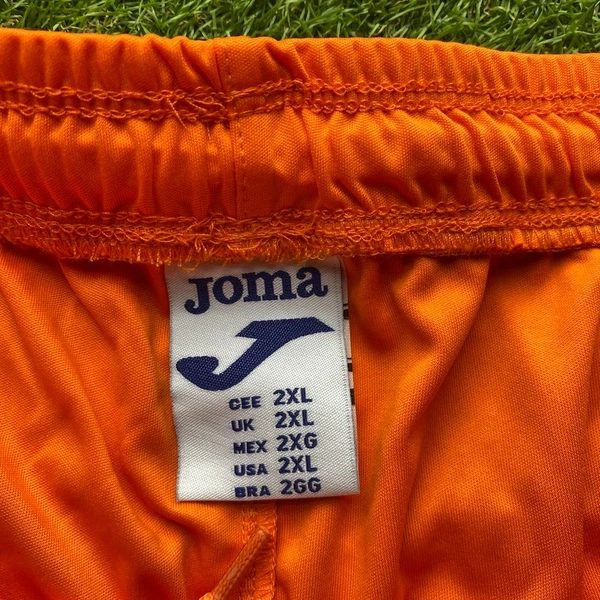 Joma
CEE 2XL
UK 2XL
MEX 2XG
USA 2XL
BRA 2GG